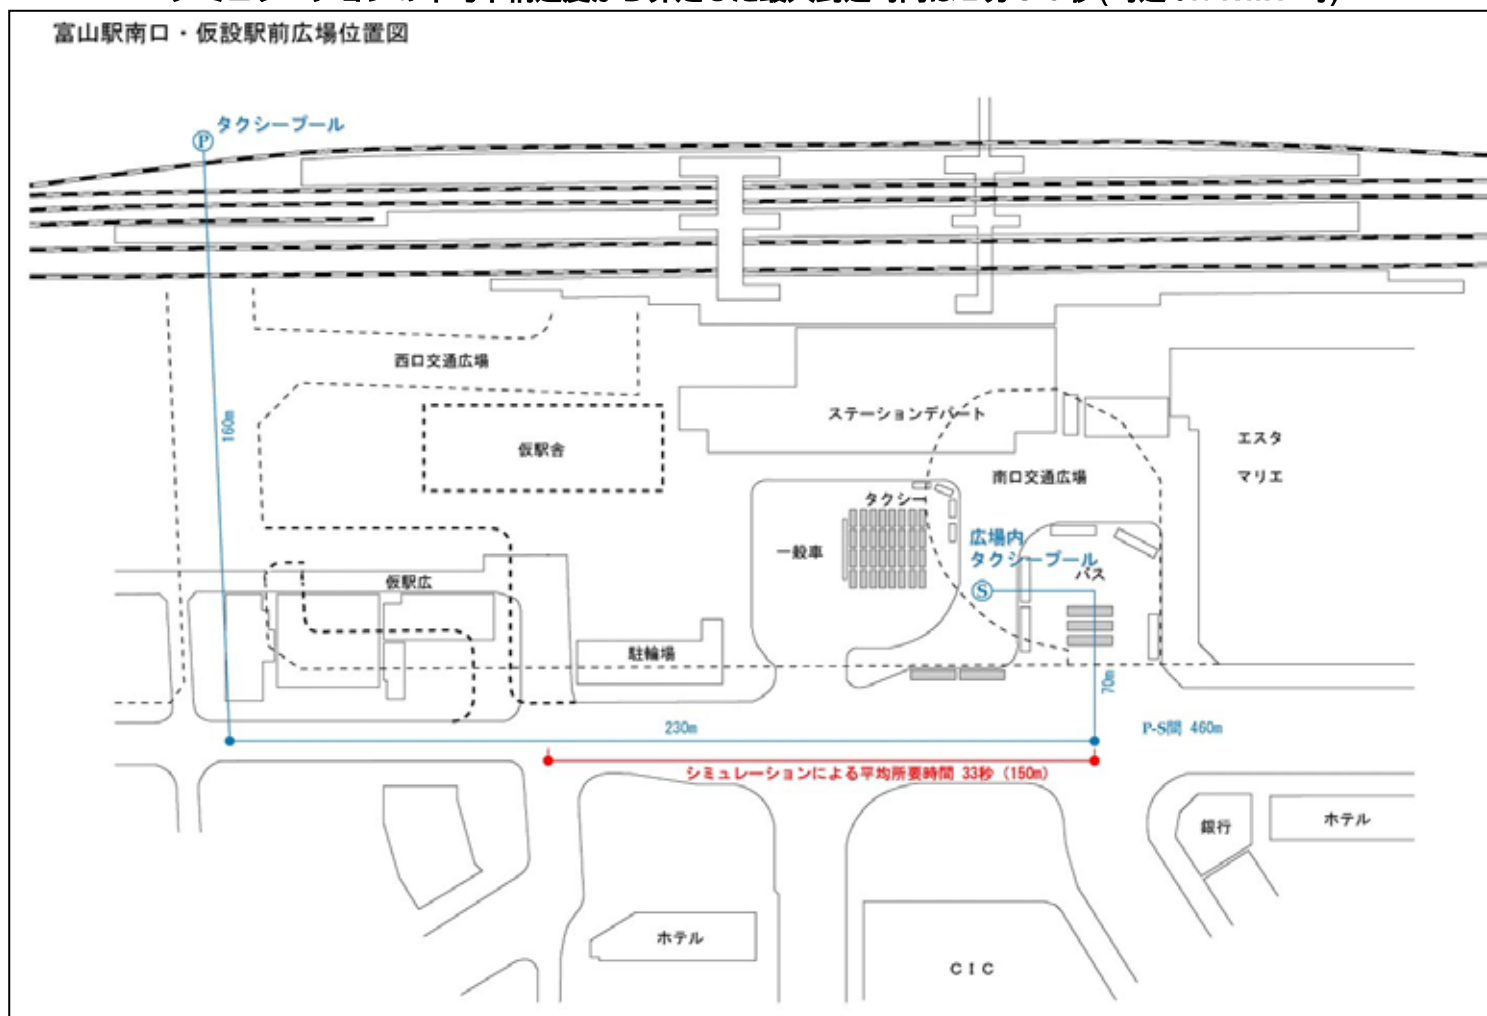 富山駅南口・仮設駅前広場位置図
Ⓟ タクシープール
西口交通広場
160m
ステーションデパート
仮駅舎
エスタ
マリエ
南口交通広場
タクシー
一般車
広場内
タクシープール
バス
Ⓢ
仮駅広
駐輪場
70m
230m
P-S間 460m
シミュレーションによる平均所要時間 33秒 (150m)
銀行
ホテル
ホテル
CIC